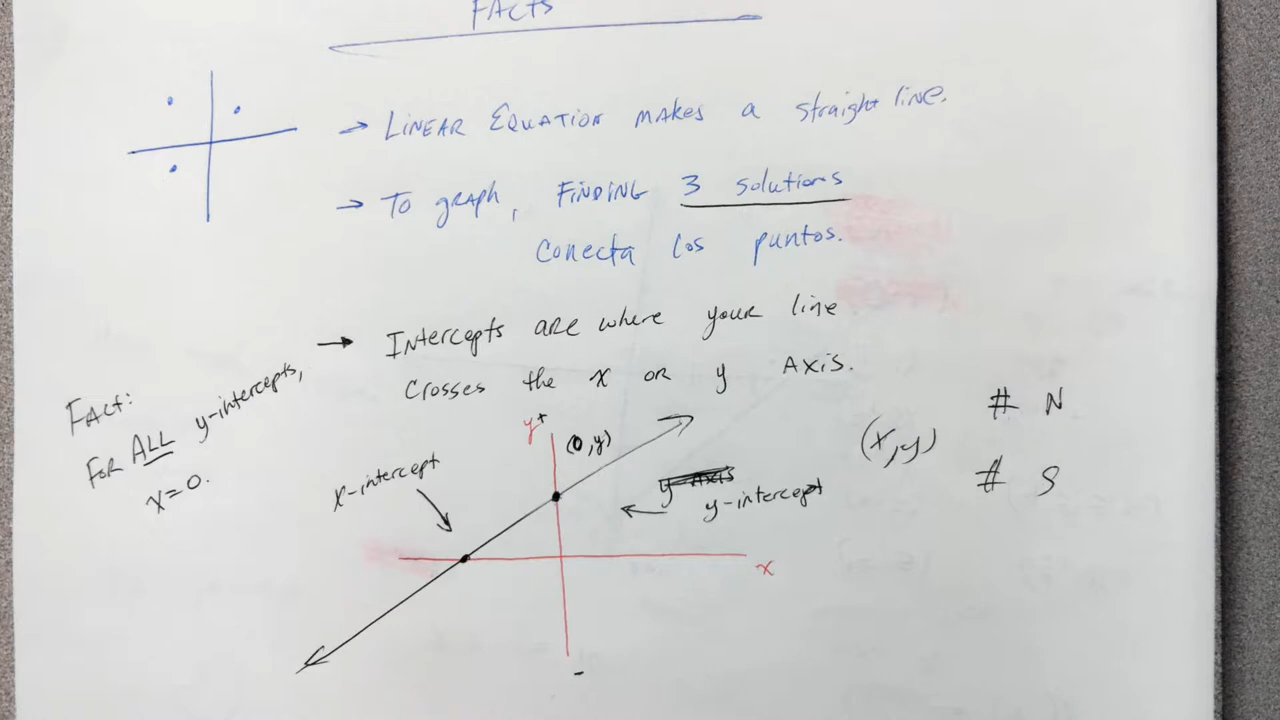 FACTS
→ LINEAR EQUATION MAKES a straight line.
→ To graph, FINDING 3 solutions
Conecta los puntos.
→ Intercepts are where your line
Crosses the x or y Axis.
FACT:
FOR ALL y-intercepts,
x=0.
y+
(0,y)
x-intercept
y Axis
y-intercept
x
-
(x,y)
# N
# S